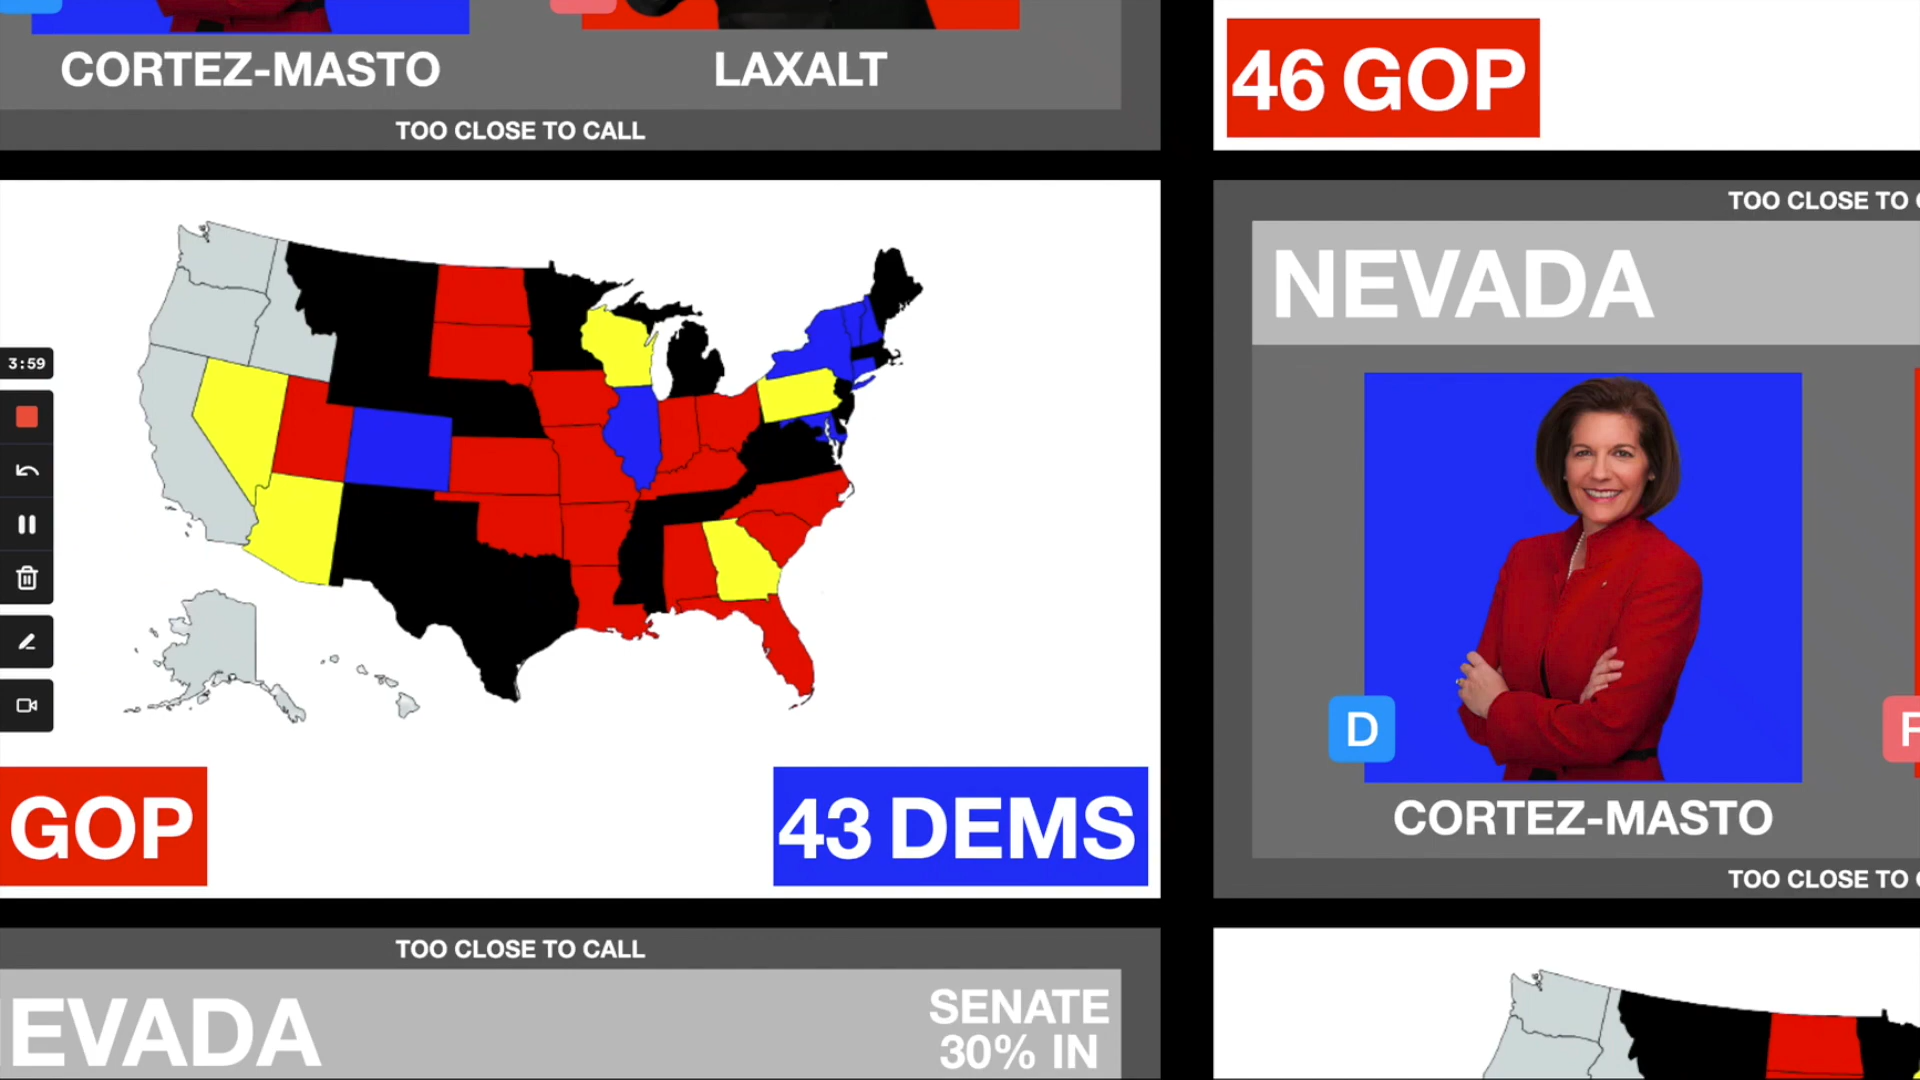 CORTEZ-MASTO
LAXALT
TOO CLOSE TO CALL
46 GOP
TOO CLOSE TO
NEVADA
3:59
D
CORTEZ-MASTO
GOP
43 DEMS
TOO CLOSE TO
TOO CLOSE TO CALL
EVADA
SENATE
30% IN